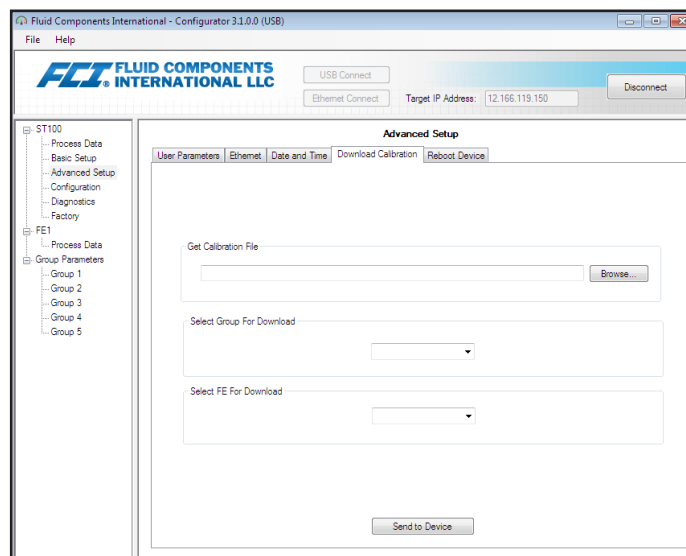 Fluid Components International - Configurator 3.1.0.0 (USB)
File Help
FCI FLUID COMPONENTS
® INTERNATIONAL LLC
USB Connect
Ethernet Connect
Target IP Address: 12.166.119.150
Disconnect
ST100
Process Data
Basic Setup
Advanced Setup
Configuration
Diagnostics
Factory
FE1
Process Data
Group Parameters
Group 1
Group 2
Group 3
Group 4
Group 5
Advanced Setup
User Parameters Ethernet Date and Time Download Calibration Reboot Device
Get Calibration File
Browse...
Select Group For Download
Select FE For Download
Send to Device